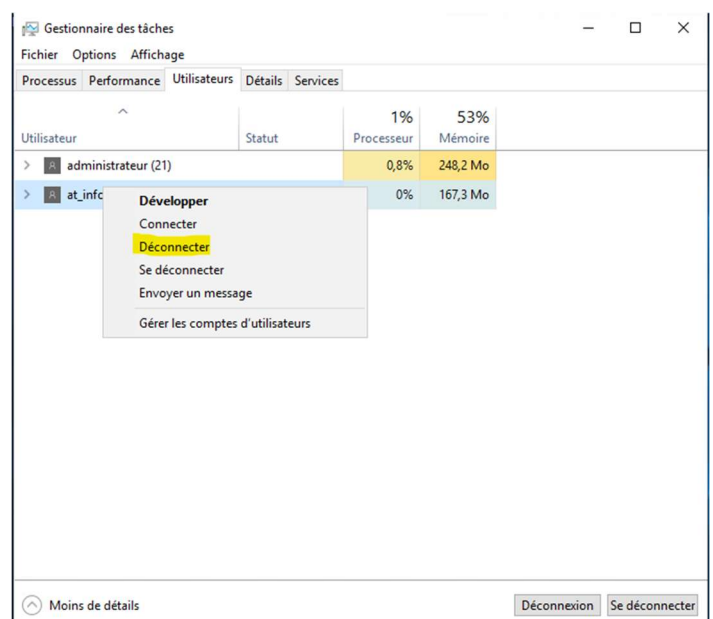 Gestionnaire des tâches
Fichier Options Affichage
Processus Performance Utilisateurs Détails Services
1% 53%
Utilisateur Statut Processeur Mémoire
administrateur (21) 0,8% 248,2 Mo
at_info 0% 167,3 Mo
Développer
Connecter
Déconnecter
Se déconnecter
Envoyer un message
Gérer les comptes d'utilisateurs
Moins de détails Déconnexion Se déconnecter